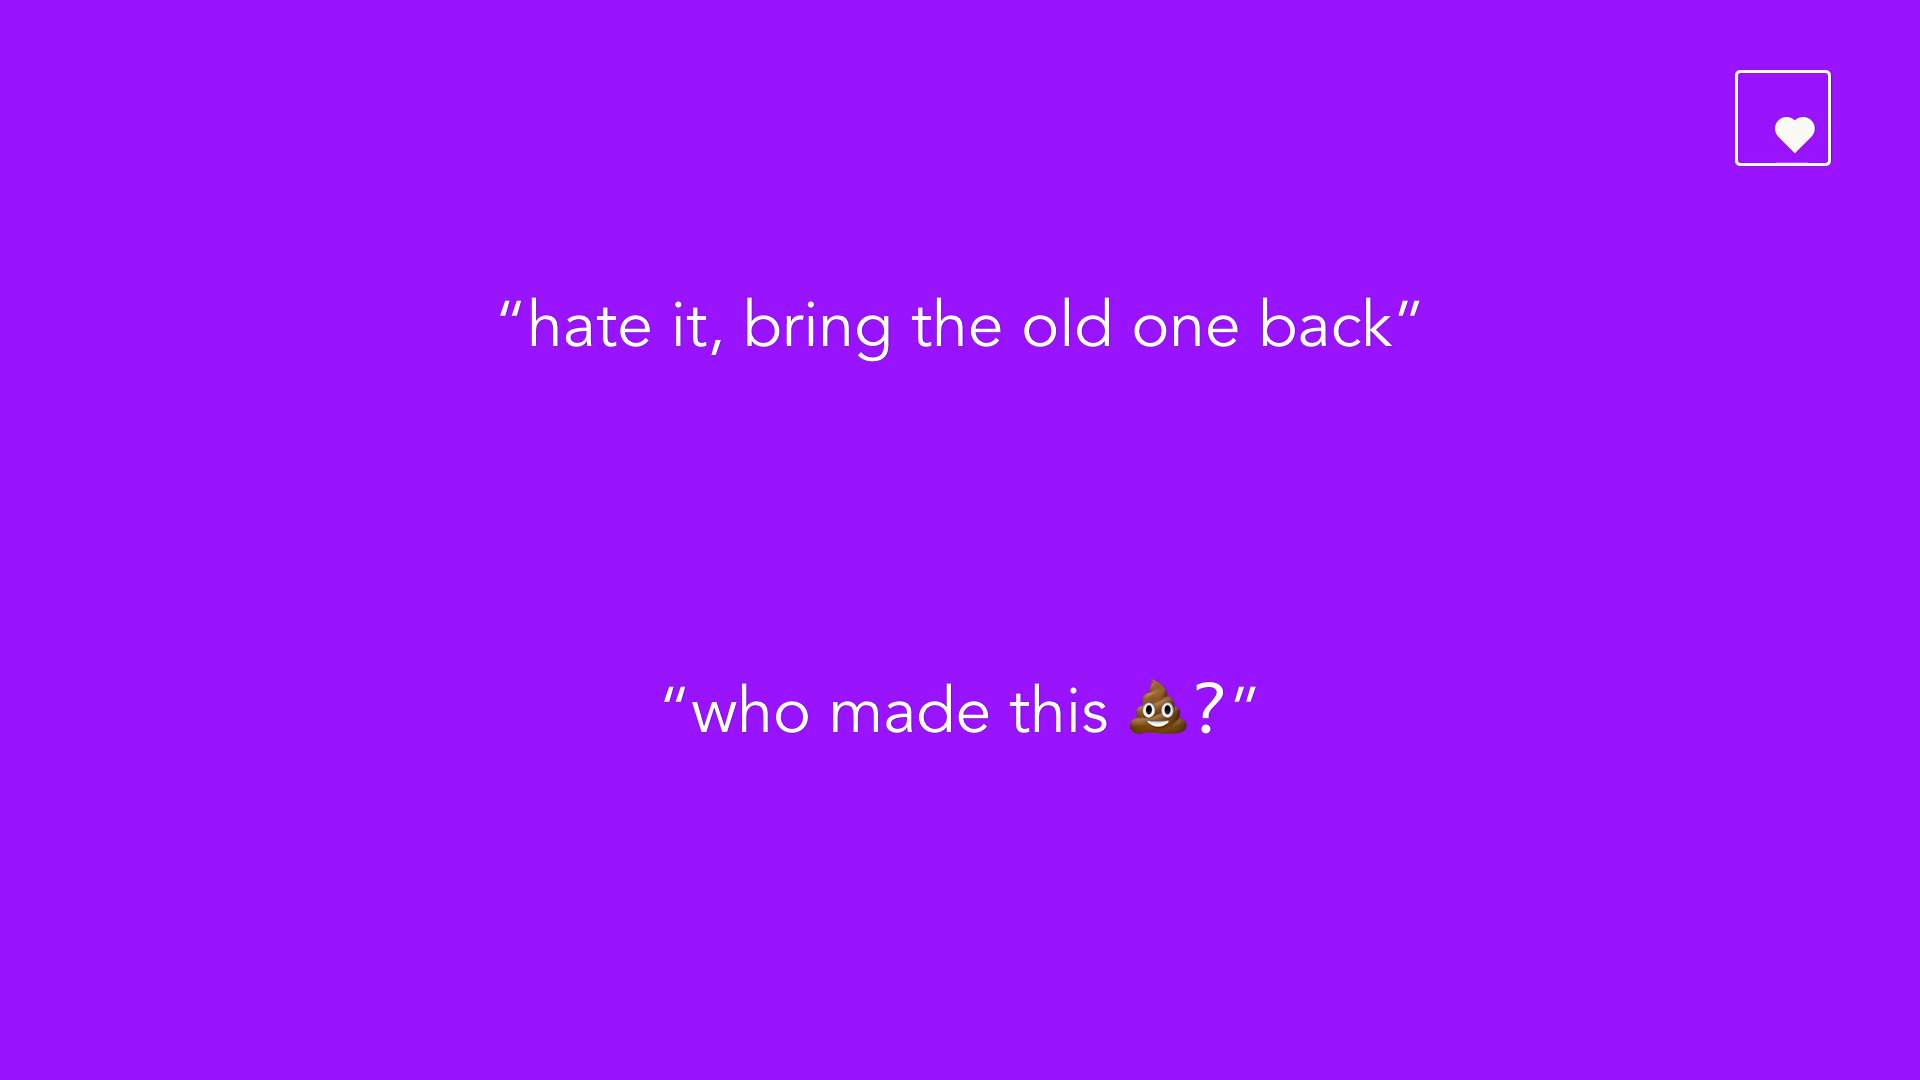 “hate it, bring the old one back”
“who made this 💩?”